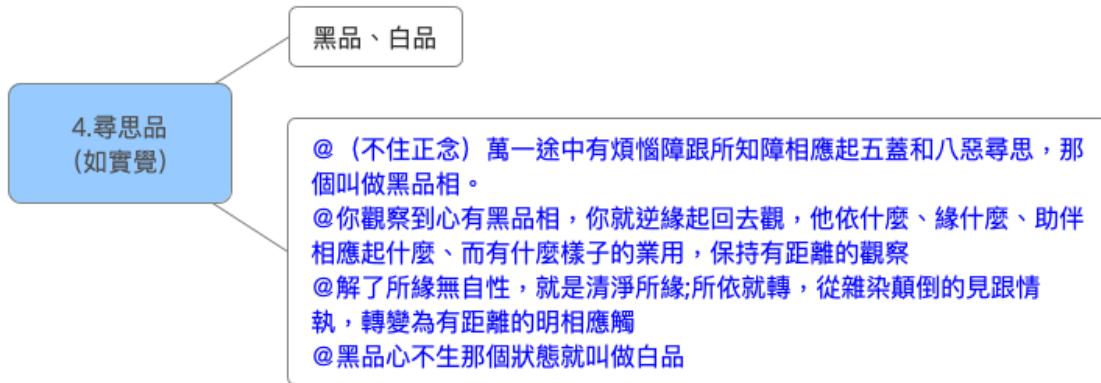 黑品、白品
4.尋思品
（如實覺）
@（不住正念）萬一途中有煩惱障跟所知障相應起五蓋和八惡尋思，那
個叫做黑品相。
@你觀察到心有黑品相，你就逆緣起回去觀，他依什麼、緣什麼、助伴
相應起什麼、而有什麼樣子的業用，保持有距離的觀察
@解了所緣無自性，就是清淨所緣;所依就轉，從雜染顛倒的見跟情
執，轉變為有距離的明相應觸
@黑品心不生那個狀態就叫做白品